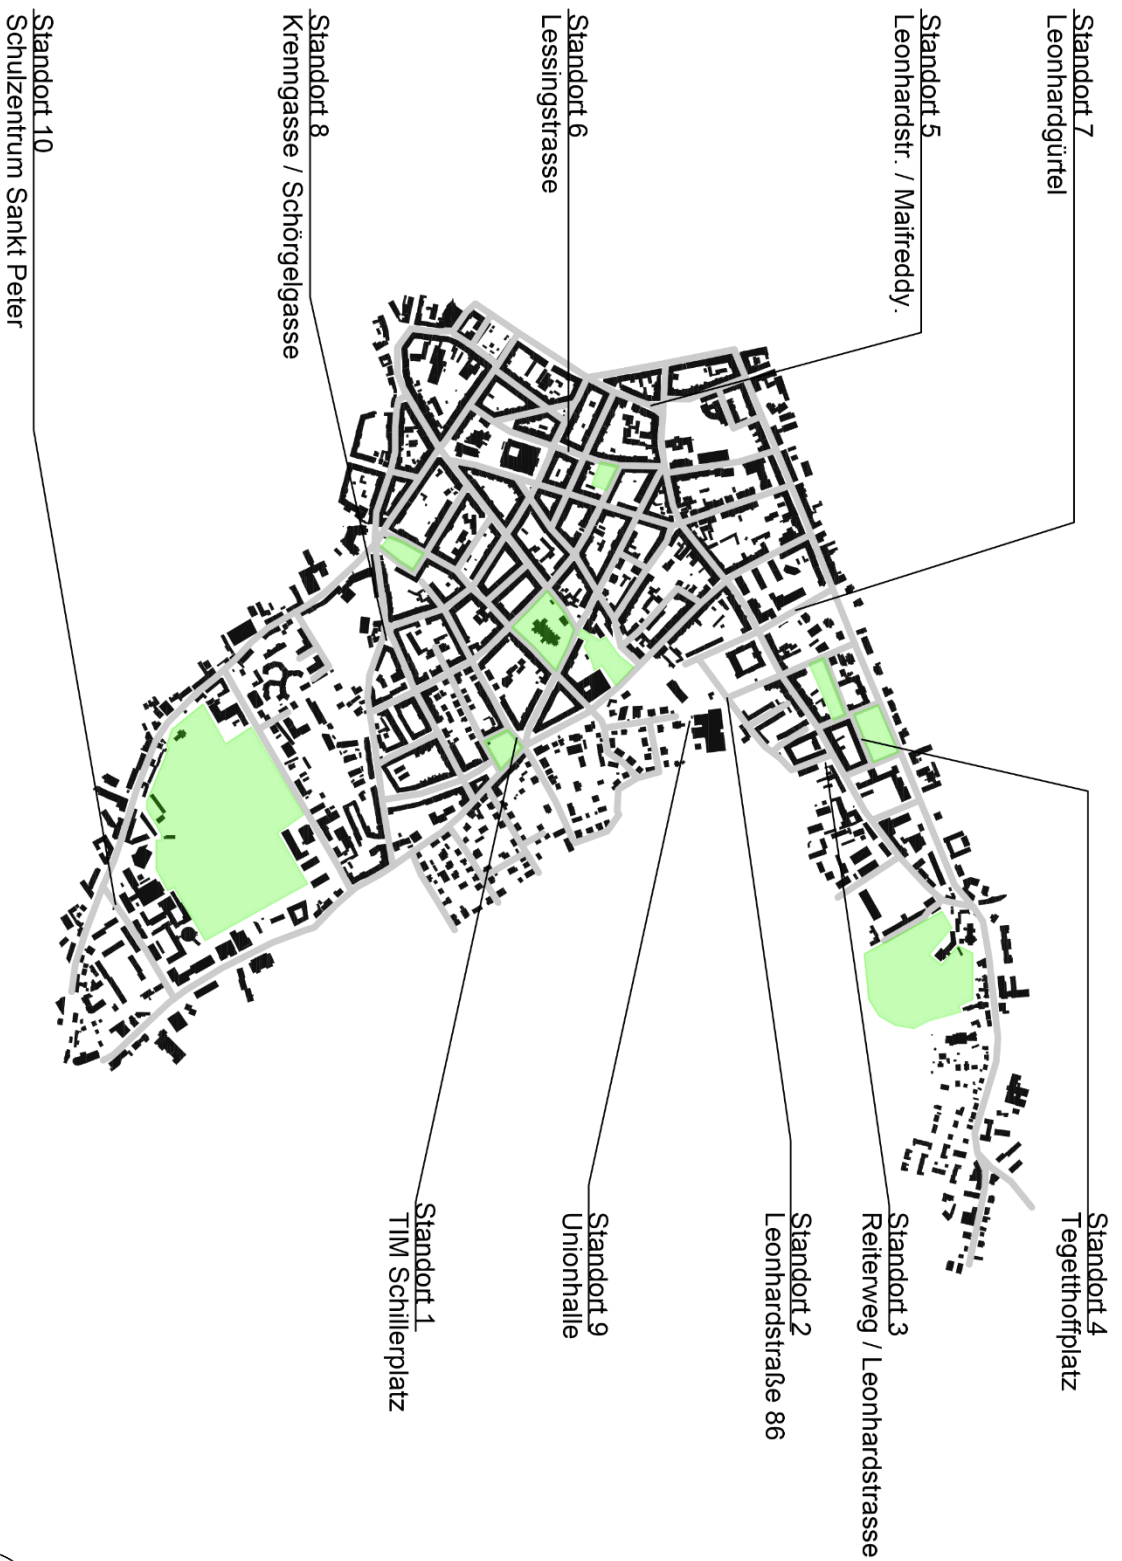 Standort 7
Leonhardgürtel
Standort 5
Leonhardstr. / Maifreddy.
Standort 6
Lessingstrasse
Standort 8
Krenngasse / Schörgelgasse
Standort 10
Schulzentrum Sankt Peter
Standort 4
Tegetthoffplatz
Standort 3
Reiterweg / Leonhardstrasse
Standort 2
Leonhardstraße 86
Standort 9
Unionhalle
Standort 1
TIM Schillerplatz